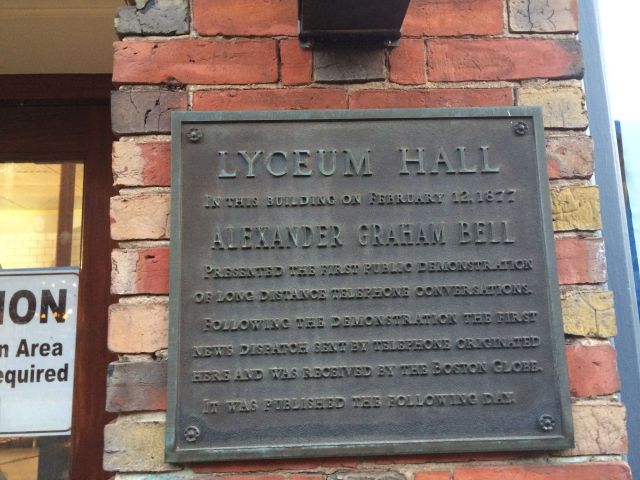 LYCEUM HALL
IN THIS BUILDING ON FEBRUARY 12, 1877
ALEXANDER GRAHAM BELL
PRESENTED THE FIRST PUBLIC DEMONSTRATION
OF LONG DISTANCE TELEPHONE CONVERSATIONS.
FOLLOWING THE DEMONSTRATION THE FIRST
NEWS DISPATCH SENT BY TELEPHONE ORIGINATED
HERE AND WAS RECEIVED BY THE BOSTON GLOBE.
IT WAS PUBLISHED THE FOLLOWING DAY.
ION
n Area
equired